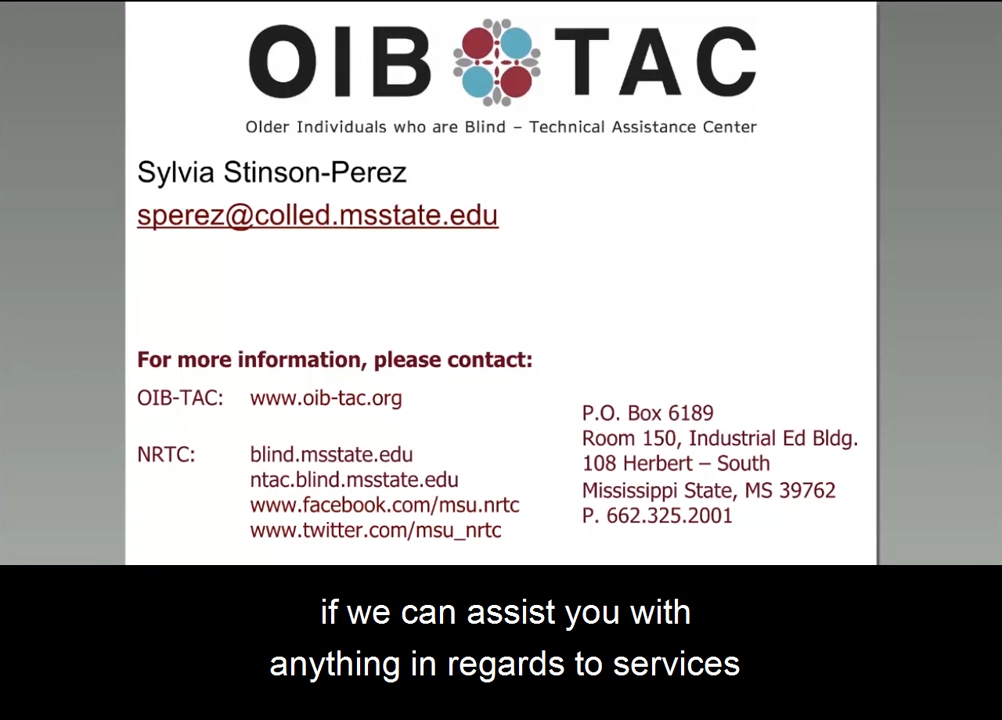 OIB TAC
Older Individuals who are Blind – Technical Assistance Center
Sylvia Stinson-Perez
sperez@colled.msstate.edu
For more information, please contact:
OIB-TAC: www.oib-tac.org
NRTC: blind.msstate.edu
ntac.blind.msstate.edu
www.facebook.com/msu.nrtc
www.twitter.com/msu_nrtc
P.O. Box 6189
Room 150, Industrial Ed Bldg.
108 Herbert – South
Mississippi State, MS 39762
P. 662.325.2001
if we can assist you with
anything in regards to services